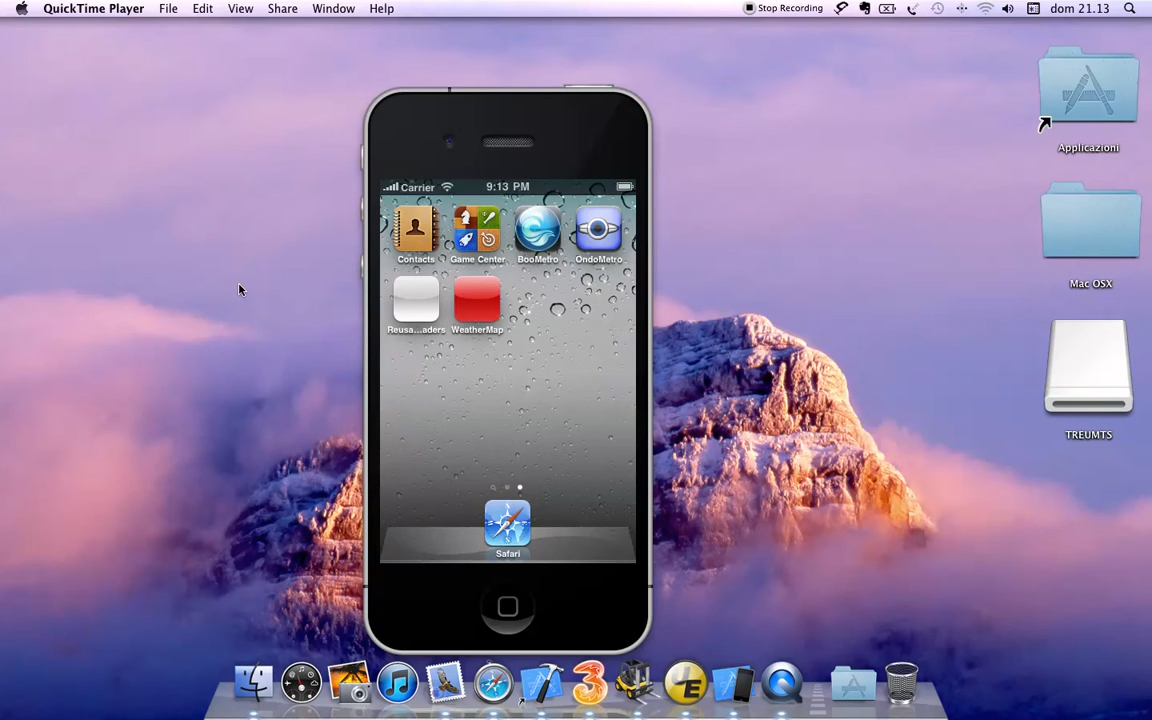 QuickTime Player File Edit View Share Window Help Stop Recording dom 21.13
Applicazioni
Mac OSX
TREUMTS
Carrier 9:13 PM
Contacts Game Center BooMetro OndoMetro
Reusa...aders WeatherMap
Safari
3
E